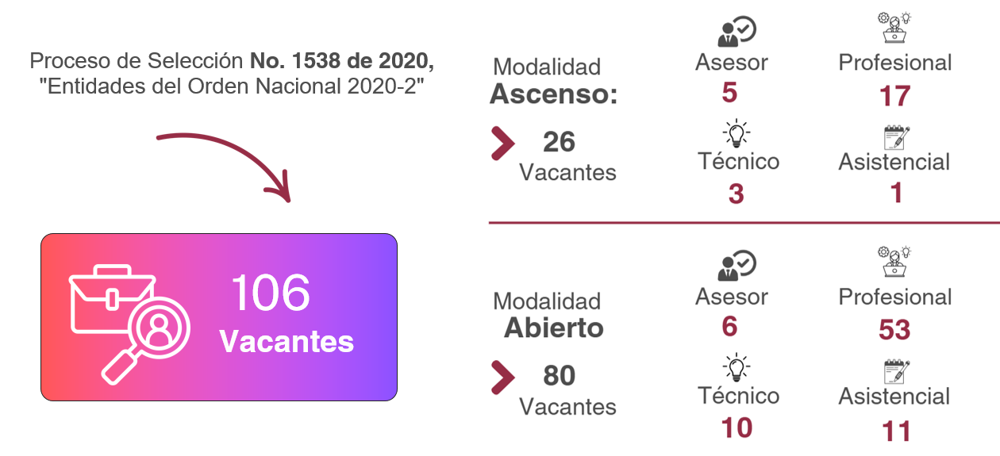 Proceso de Selección No. 1538 de 2020,
"Entidades del Orden Nacional 2020-2"
106
Vacantes
Modalidad
Ascenso:
26
Vacantes
Asesor
5
Profesional
17
Técnico
3
Asistencial
1
Modalidad
Abierto
80
Vacantes
Asesor
6
Profesional
53
Técnico
10
Asistencial
11